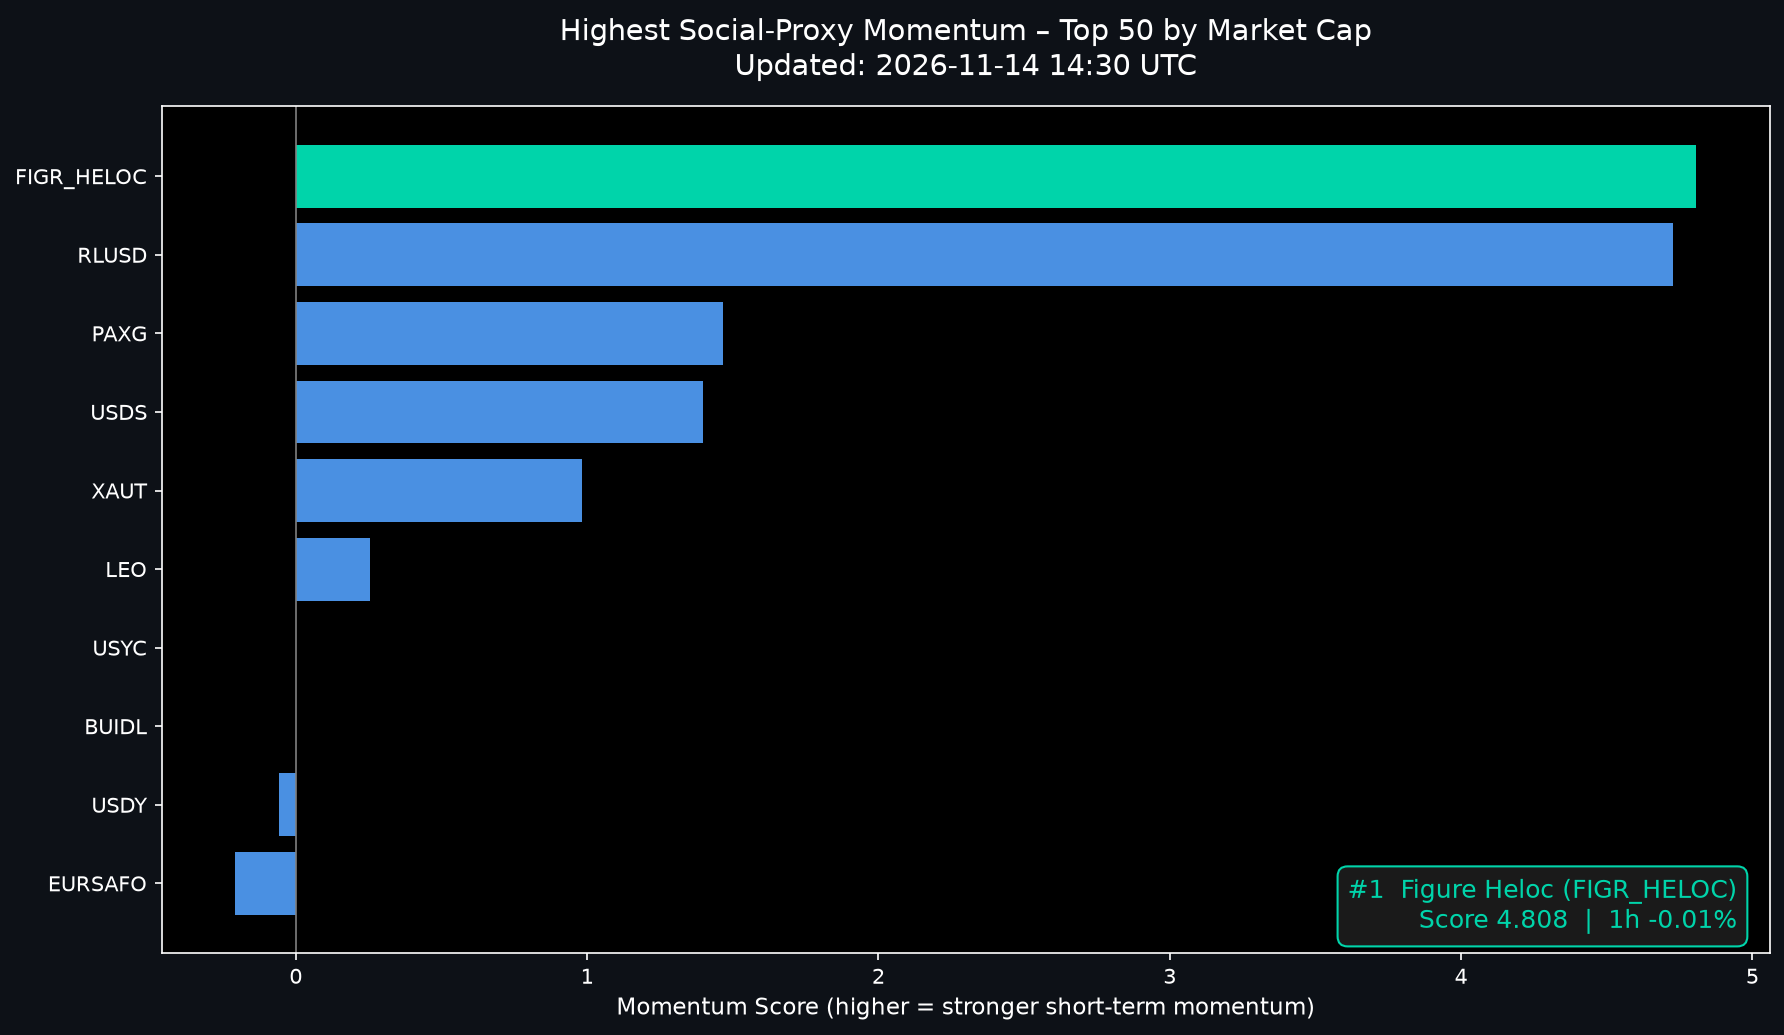 Highest Social-Proxy Momentum – Top 50 by Market Cap
Updated: 2026-11-14 14:30 UTC
FIGR_HELOC
RLUSD
PAXG
USDS
XAUT
LEO
USYC
BUIDL
USDY
EURSAFO
#1 Figure Heloc (FIGR_HELOC)
Score 4.808 | 1h -0.01%
0 1 2 3 4 5
Momentum Score (higher = stronger short-term momentum)